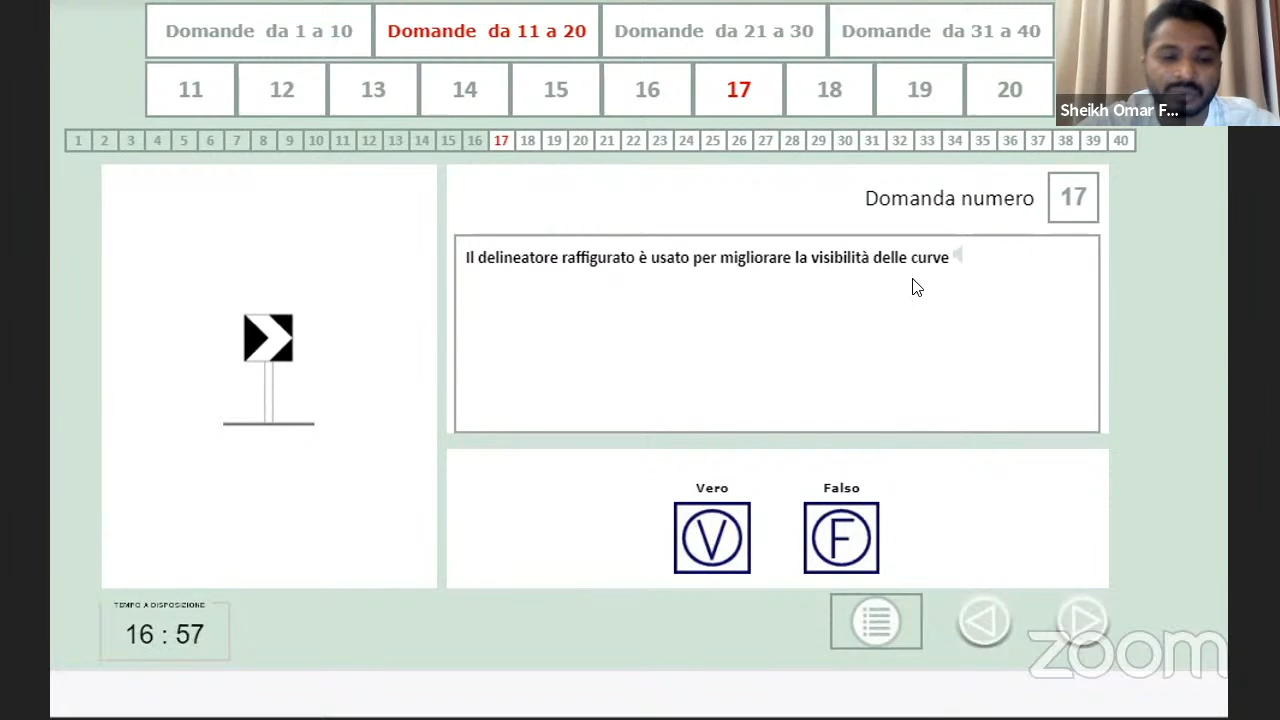 Domande da 1 a 10 Domande da 11 a 20 Domande da 21 a 30 Domande da 31 a 40
11 12 13 14 15 16 17 18 19 20
Sheikh Omar F...
1 2 3 4 5 6 7 8 9 10 11 12 13 14 15 16 17 18 19 20 21 22 23 24 25 26 27 28 29 30 31 32 33 34 35 36 37 38 39 40
Domanda numero 17
Il delineatore raffigurato è usato per migliorare la visibilità delle curve
Vero Falso
V F
TEMPO A DISPOSIZIONE
16 : 57
zoom